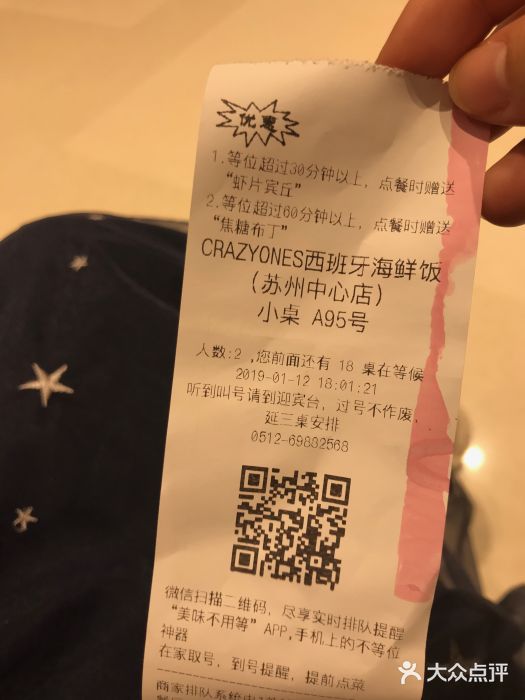 优惠
1.等位超过30分钟以上，点餐时赠送
“虾片宾丘”
2.等位超过60分钟以上，点餐时赠送
“焦糖布丁”
CRAZYONES西班牙海鲜饭
（苏州中心店）
小桌 A95号
人数:2 ,您前面还有 18 桌在等候
2019-01-12 18:01:21
听到叫号请到迎宾台，过号不作废，
延三桌安排
0512-69882568
微信扫描二维码，尽享实时排队提醒
“美味不用等”APP,手机上的不等位
神器
在家取号，到号提醒，提前点菜
商家排队系统由
大众点评